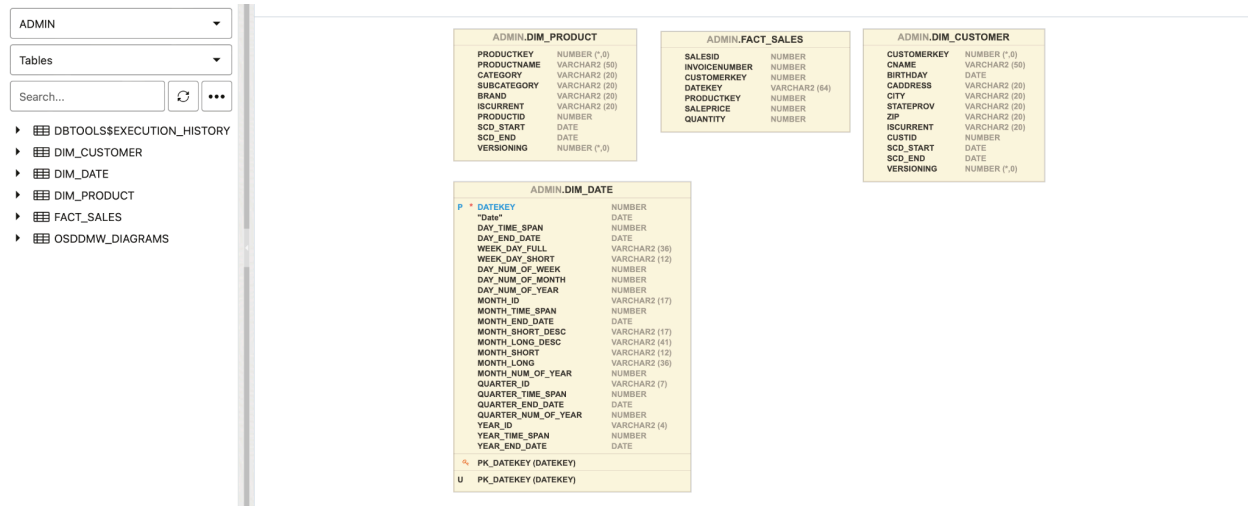 ADMIN
Tables
Search...
DBTOOLS$EXECUTION_HISTORY
DIM_CUSTOMER
DIM_DATE
DIM_PRODUCT
FACT_SALES
OSDDMW_DIAGRAMS
ADMIN.DIM_PRODUCT
PRODUCTKEY NUMBER (*,0)
PRODUCTNAME VARCHAR2 (50)
CATEGORY VARCHAR2 (20)
SUBCATEGORY VARCHAR2 (20)
BRAND VARCHAR2 (20)
ISCURRENT VARCHAR2 (20)
PRODUCTID NUMBER
SCD_START DATE
SCD_END DATE
VERSIONING NUMBER (*,0)
ADMIN.FACT_SALES
SALESID NUMBER
INVOICENUMBER NUMBER
CUSTOMERKEY NUMBER
DATEKEY VARCHAR2 (64)
PRODUCTKEY NUMBER
SALEPRICE NUMBER
QUANTITY NUMBER
ADMIN.DIM_CUSTOMER
CUSTOMERKEY NUMBER (*,0)
CNAME VARCHAR2 (50)
BIRTHDAY DATE
CADDRESS VARCHAR2 (20)
CITY VARCHAR2 (20)
STATEPROV VARCHAR2 (20)
ZIP VARCHAR2 (20)
ISCURRENT VARCHAR2 (20)
CUSTID NUMBER
SCD_START DATE
SCD_END DATE
VERSIONING NUMBER (*,0)
ADMIN.DIM_DATE
P * DATEKEY NUMBER
"Date" DATE
DAY_TIME_SPAN NUMBER
DAY_END_DATE DATE
WEEK_DAY_FULL VARCHAR2 (36)
WEEK_DAY_SHORT VARCHAR2 (12)
DAY_NUM_OF_WEEK NUMBER
DAY_NUM_OF_MONTH NUMBER
DAY_NUM_OF_YEAR NUMBER
MONTH_ID VARCHAR2 (17)
MONTH_TIME_SPAN NUMBER
MONTH_END_DATE DATE
MONTH_SHORT_DESC VARCHAR2 (17)
MONTH_LONG_DESC VARCHAR2 (41)
MONTH_SHORT VARCHAR2 (12)
MONTH_LONG VARCHAR2 (36)
MONTH_NUM_OF_YEAR NUMBER
QUARTER_ID VARCHAR2 (7)
QUARTER_TIME_SPAN NUMBER
QUARTER_END_DATE DATE
QUARTER_NUM_OF_YEAR NUMBER
YEAR_ID VARCHAR2 (4)
YEAR_TIME_SPAN NUMBER
YEAR_END_DATE DATE
PK_DATEKEY (DATEKEY)
U PK_DATEKEY (DATEKEY)